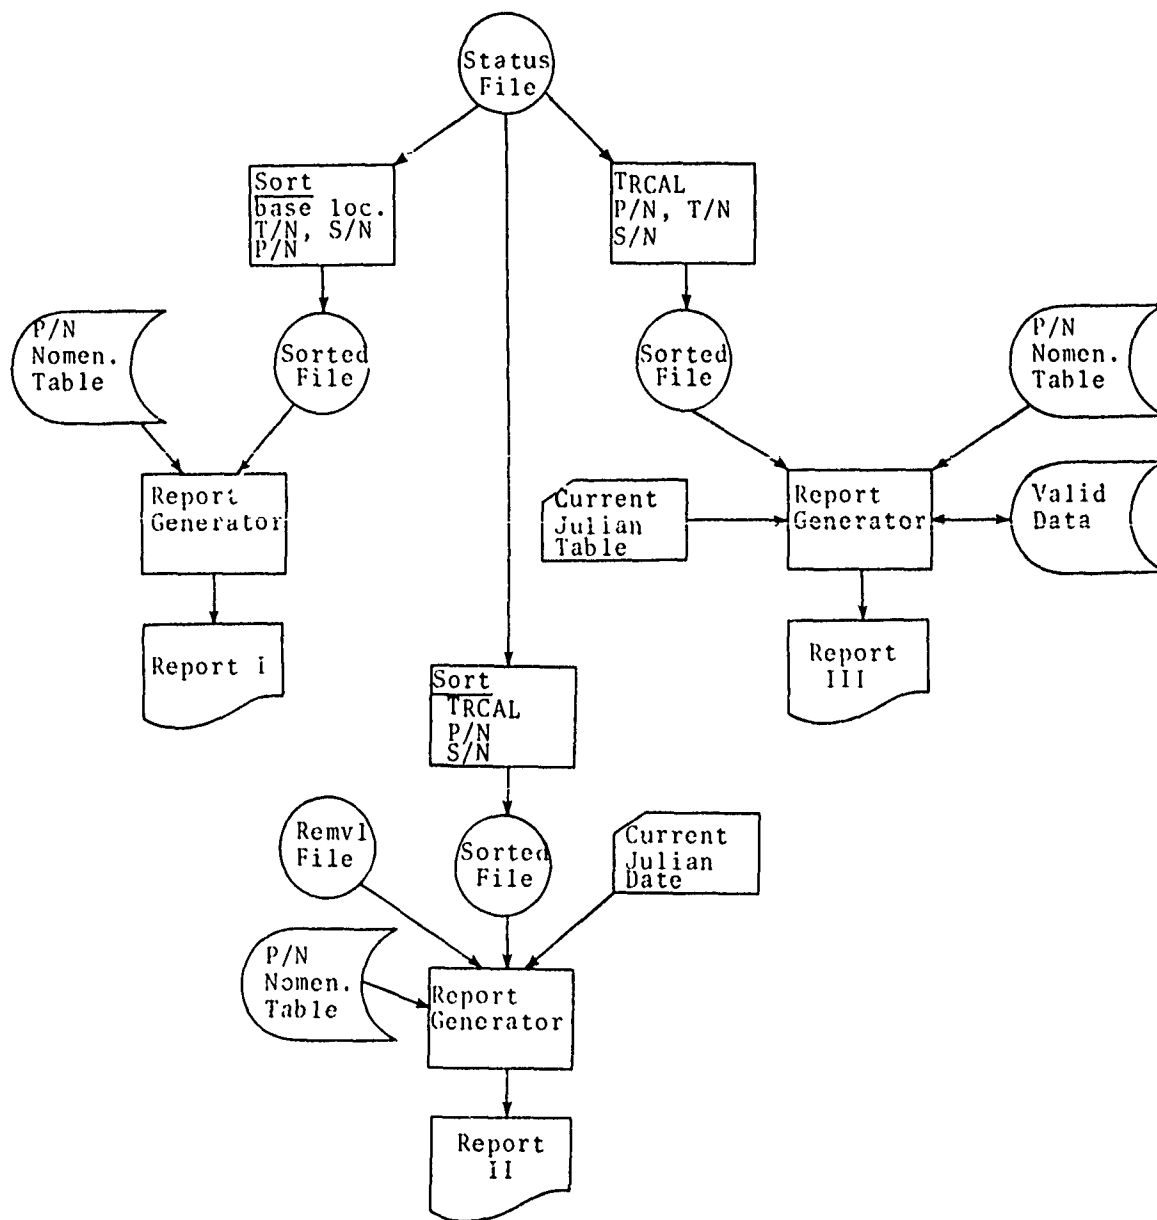 Status
File
Sort
base loc.
T/N, S/N
P/N
TRCAL
P/N, T/N
S/N
P/N
Nomen.
Table
Sorted
File
Sorted
File
P/N
Nomen.
Table
Report
Generator
Current
Julian
Table
Report
Generator
Valid
Data
Report I
Report
III
Sort
TRCAL
P/N
S/N
Remvl
File
Sorted
File
Current
Julian
Date
P/N
Nomen.
Table
Report
Generator
Report
II